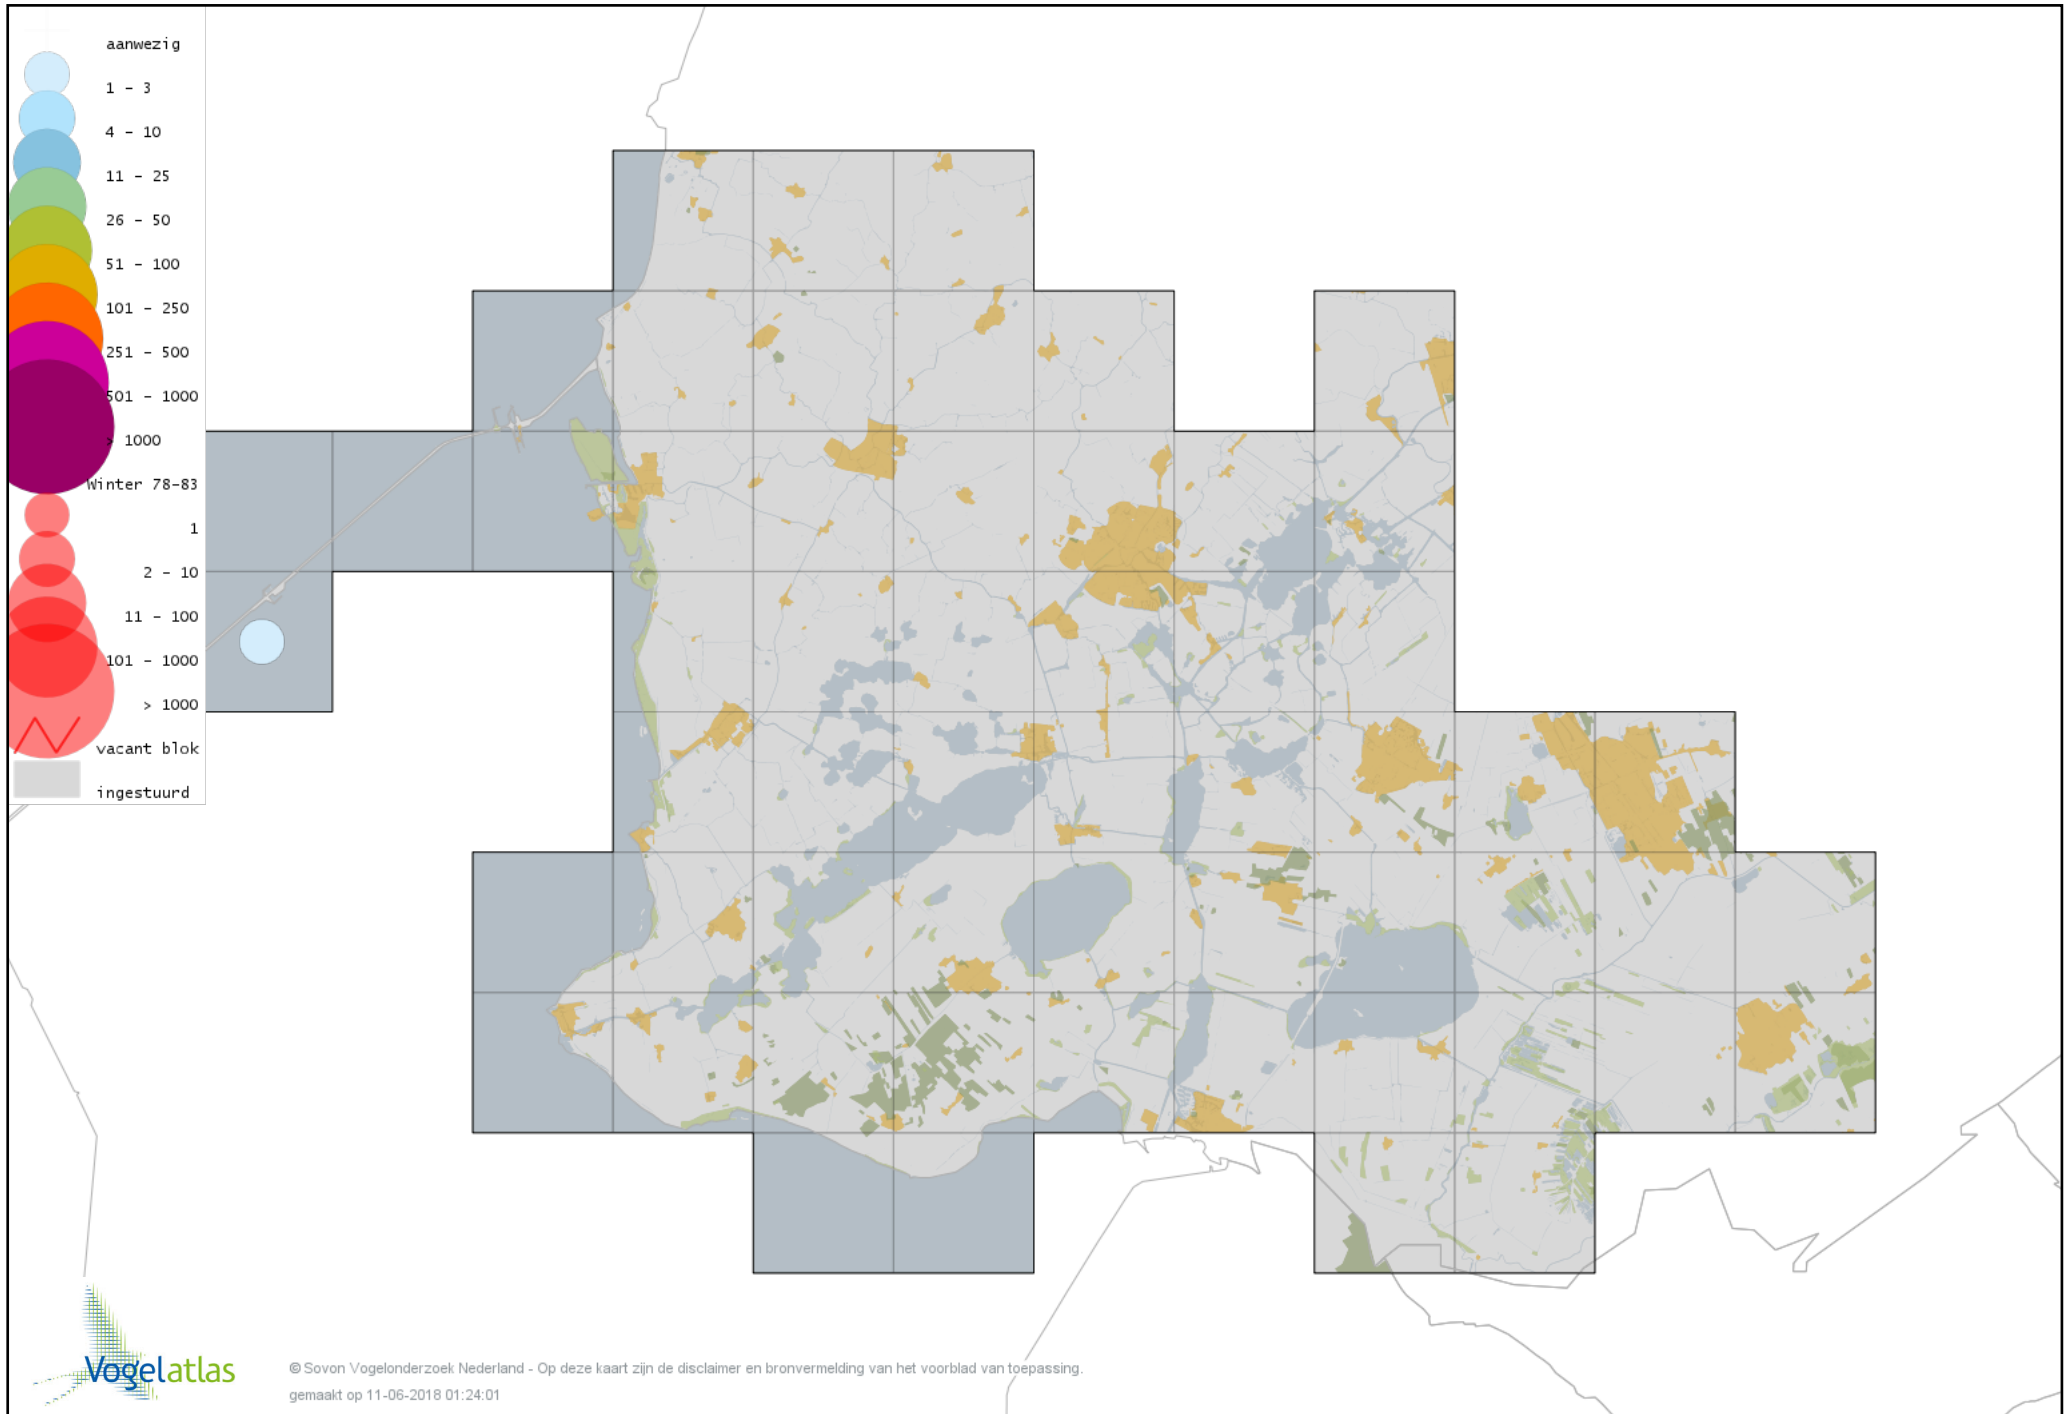 aanwezig
1 - 3
4 - 10
11 - 25
26 - 50
51 - 100
101 - 250
251 - 500
501 - 1000
> 1000
Winter 78-83
1
2 - 10
11 - 100
101 - 1000
> 1000
vacant blok
ingestuurd
Vogelatlas
© Sovon Vogelonderzoek Nederland - Op deze kaart zijn de disclaimer en bronvermelding van het voorblad van toepassing.
gemaakt op 11-06-2018 01:24:01